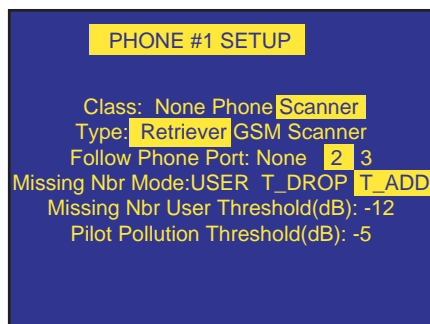 PHONE #1 SETUP
Class: None Phone Scanner
Type: Retriever GSM Scanner
Follow Phone Port: None 2 3
Missing Nbr Mode:USER T_DROP T_ADD
Missing Nbr User Threshold(dB): -12
Pilot Pollution Threshold(dB): -5